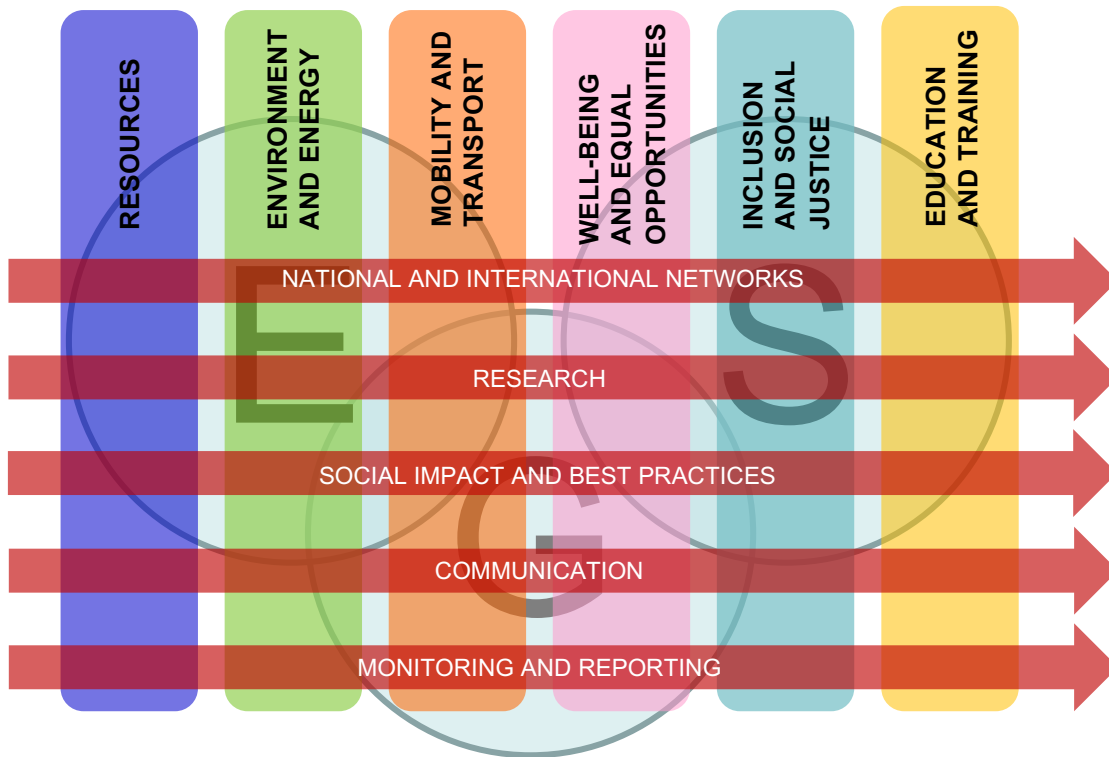 RESOURCES
ENVIRONMENT
AND ENERGY
MOBILITY AND
TRANSPORT
WELL-BEING
AND EQUAL
OPPORTUNITIES
INCLUSION
AND SOCIAL
JUSTICE
EDUCATION
AND TRAINING
NATIONAL AND INTERNATIONAL NETWORKS
E
S
RESEARCH
SOCIAL IMPACT AND BEST PRACTICES
G
COMMUNICATION
MONITORING AND REPORTING